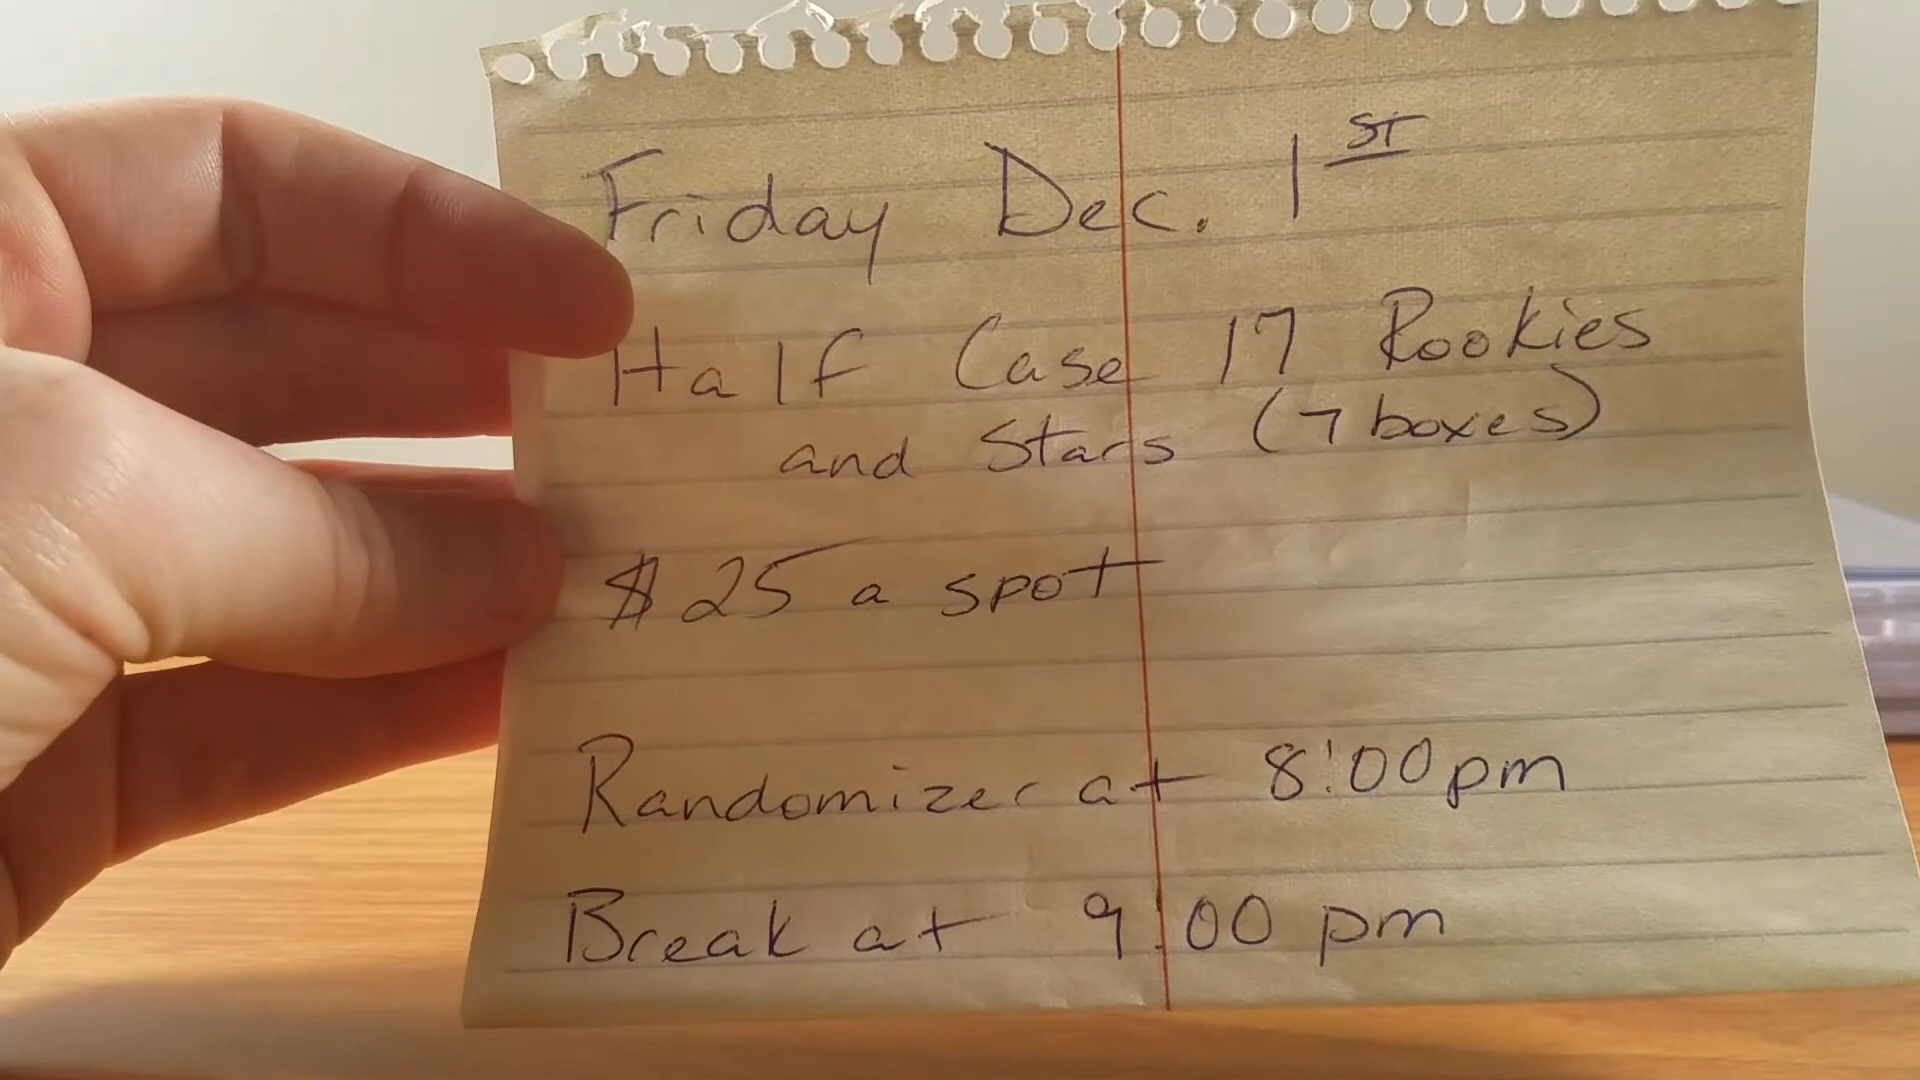 Friday Dec. 1ST
Half Case 17 Rookies
and Stars (7 boxes)
$25 a spot
Randomizer at 8:00pm
Break at 9:00 pm